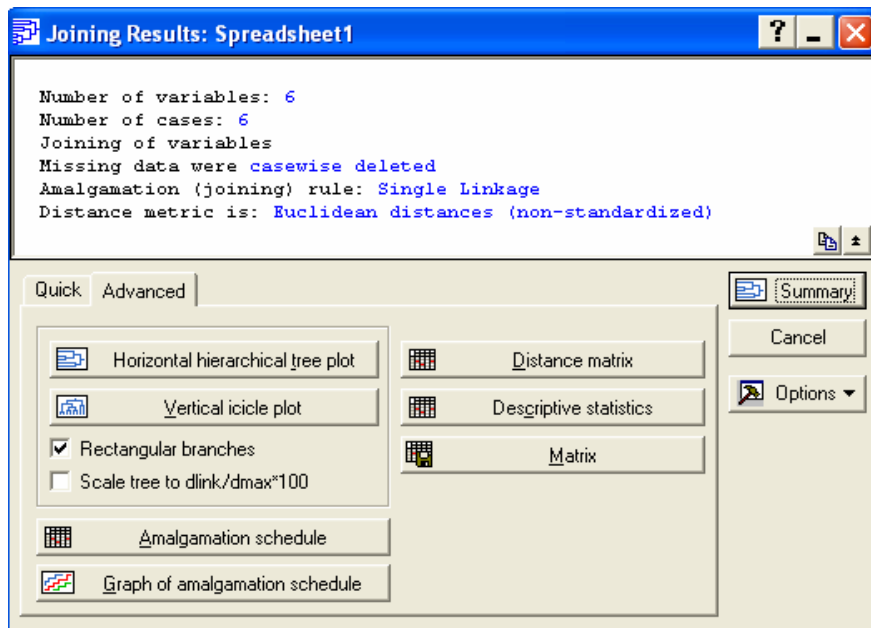 Joining Results: Spreadsheet1
Number of variables: 6
Number of cases: 6
Joining of variables
Missing data were casewise deleted
Amalgamation (joining) rule: Single Linkage
Distance metric is: Euclidean distances (non-standardized)
Quick Advanced
Summary
Cancel
Options
Horizontal hierarchical tree plot
Vertical icicle plot
Rectangular branches
Scale tree to dlink/dmax*100
Amalgamation schedule
Graph of amalgamation schedule
Distance matrix
Descriptive statistics
Matrix